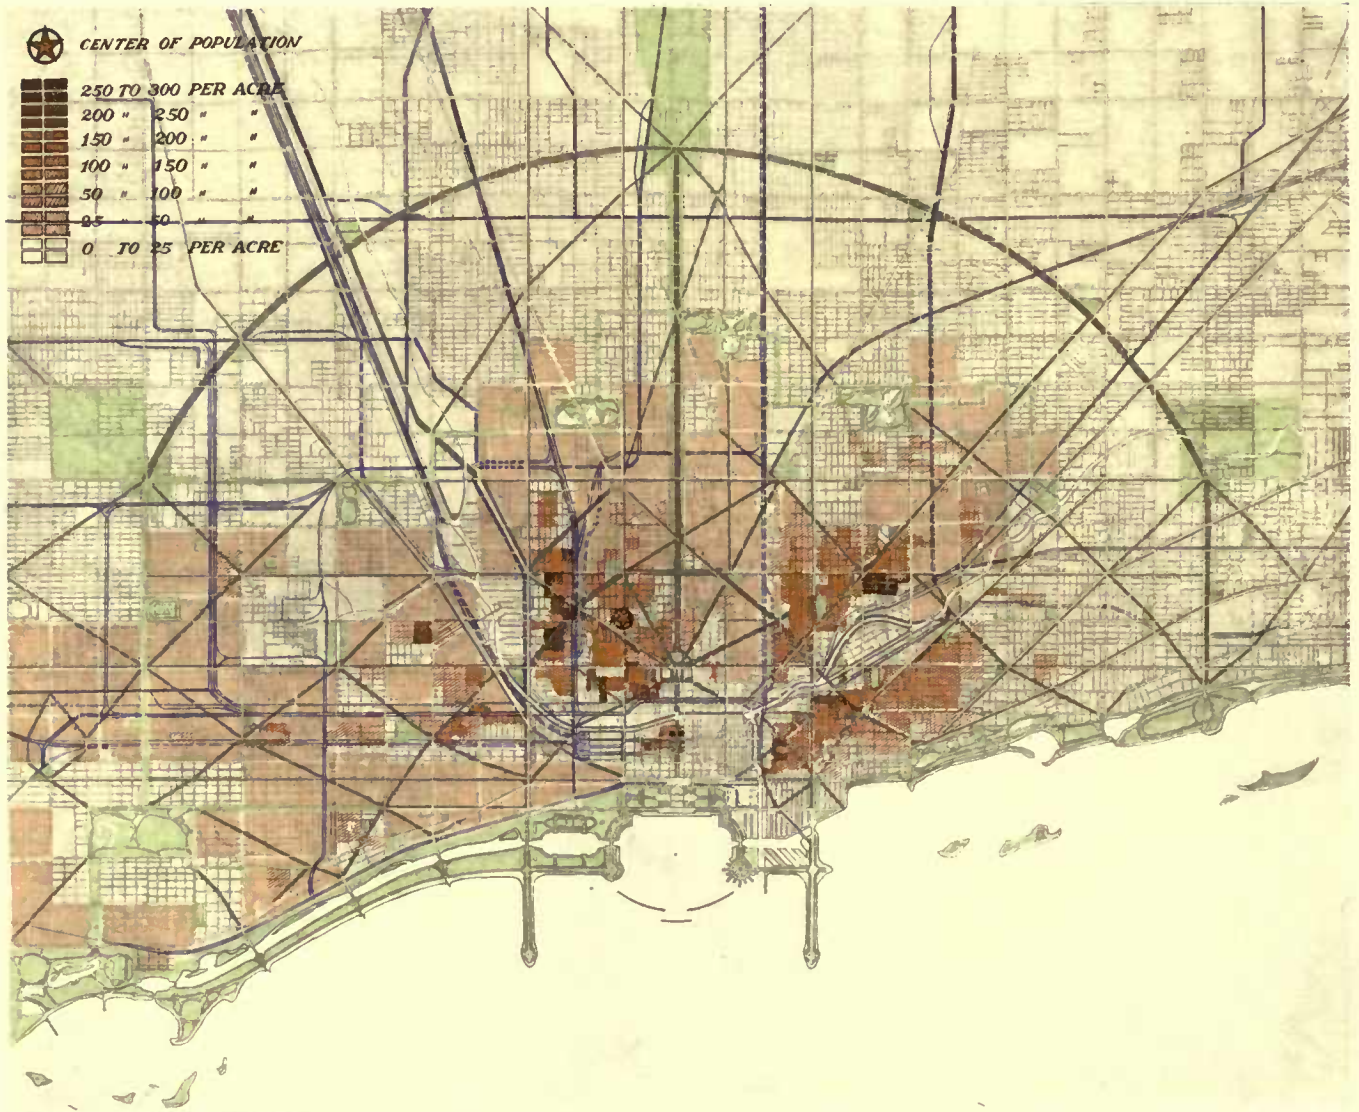 CENTER OF POPULATION
250 TO 300 PER ACRE
200 " 250 " "
150 " 200 " "
100 " 150 " "
50 " 100 " "
25 " 50 " "
0 TO 25 PER ACRE